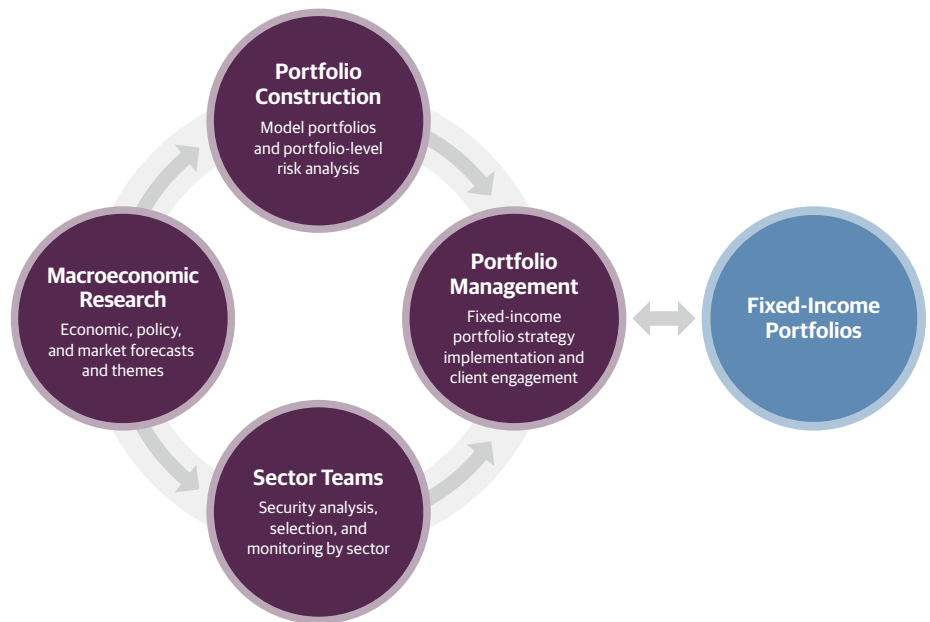 Portfolio
Construction
Model portfolios
and portfolio-level
risk analysis
Macroeconomic
Research
Economic, policy,
and market forecasts
and themes
Portfolio
Management
Fixed-income
portfolio strategy
implementation and
client engagement
Fixed-Income
Portfolios
Sector Teams
Security analysis,
selection, and
monitoring by sector